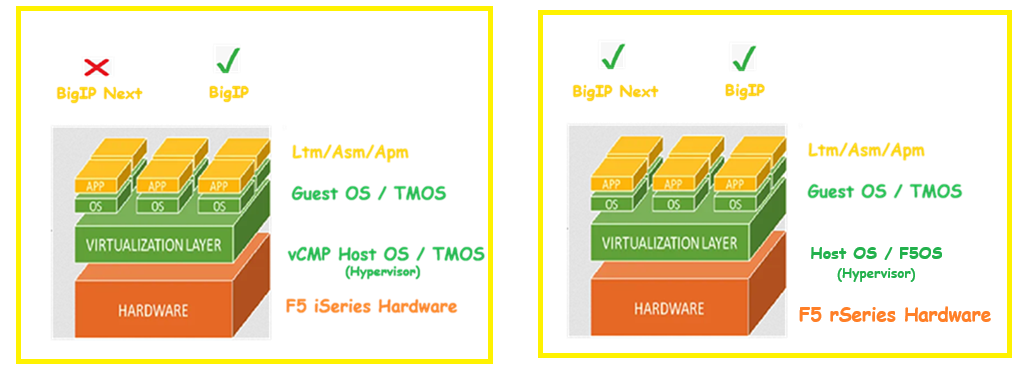 BigIP Next
BigIP
Ltm/Asm/Apm
APP APP APP
Guest OS / TMOS
OS OS OS
VIRTUALIZATION LAYER
vCMP Host OS / TMOS
(Hypervisor)
HARDWARE
F5 iSeries Hardware
BigIP Next
BigIP
Ltm/Asm/Apm
APP APP APP
Guest OS / TMOS
OS OS OS
VIRTUALIZATION LAYER
Host OS / F5OS
(Hypervisor)
HARDWARE
F5 rSeries Hardware